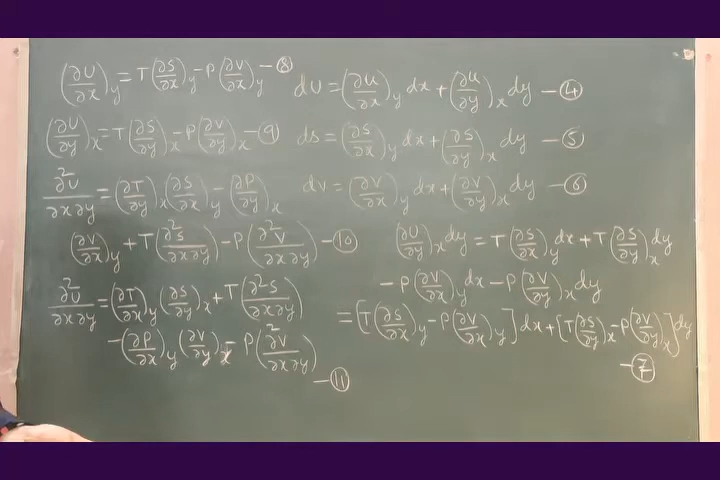 (∂U/∂x)_y = T(∂S/∂x)_y - P(∂V/∂x)_y - ⑧
(∂U/∂y)_x = T(∂S/∂y)_x - P(∂V/∂y)_x - ⑨
∂²U/∂x∂y = (∂T/∂y)_x (∂S/∂x)_y - (∂P/∂y)_x
(∂V/∂x)_y + T(∂²S/∂x∂y) - P(∂²V/∂x∂y) - ⑩
∂²U/∂x∂y = (∂T/∂x)_y (∂S/∂y)_x + T(∂²S/∂x∂y)
- (∂P/∂x)_y (∂V/∂y)_x - P(∂²V/∂x∂y)
- ⑪
dU = (∂U/∂x)_y dx + (∂U/∂y)_x dy - ④
ds = (∂S/∂x)_y dx + (∂S/∂y)_x dy - ⑤
dv = (∂V/∂x)_y dx + (∂V/∂y)_x dy - ⑥
(∂U/∂y)_x dy = T(∂S/∂y)_y dx + T(∂S/∂y)_x dy
- P(∂V/∂x)_y dx - P(∂V/∂y)_x dy
= [T(∂S/∂x)_y - P(∂V/∂x)_y] dx + [T(∂S/∂y)_x - P(∂V/∂y)_x] dy
- ⑦